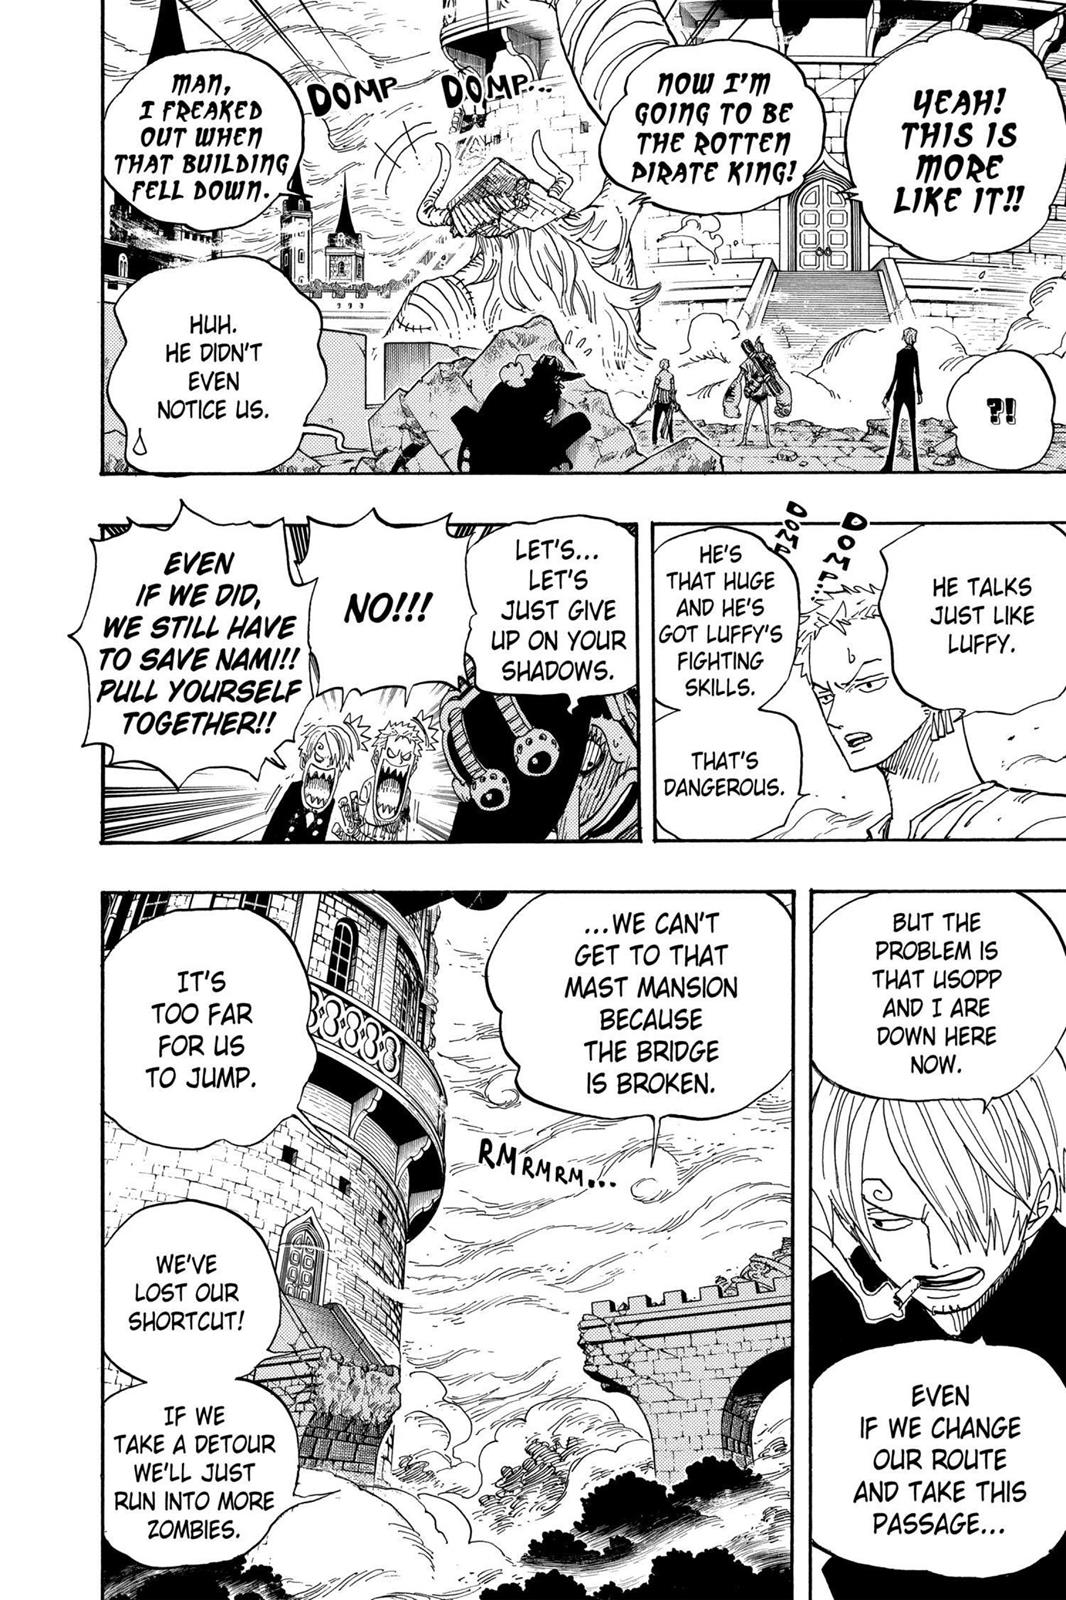 YEAH!
THIS IS
MORE
LIKE IT!!
NOW I'M
GOING TO BE
THE ROTTEN
PIRATE KING!
DOMP...
DOMP
MAN,
I FREAKED
OUT WHEN
THAT BUILDING
FELL DOWN.
?!
HUH.
HE DIDN'T
EVEN
NOTICE US.
HE TALKS
JUST LIKE
LUFFY.
DOMP...
DOMP
HE'S
THAT HUGE
AND HE'S
GOT LUFFY'S
FIGHTING
SKILLS.
THAT'S
DANGEROUS.
LET'S...
LET'S
JUST GIVE
UP ON YOUR
SHADOWS.
NO!!!
EVEN
IF WE DID,
WE STILL HAVE
TO SAVE NAMI!!
PULL YOURSELF
TOGETHER!!
BUT THE
PROBLEM IS
THAT USOPP
AND I ARE
DOWN HERE
NOW.
EVEN
IF WE CHANGE
OUR ROUTE
AND TAKE THIS
PASSAGE...
...WE CAN'T
GET TO THAT
MAST MANSION
BECAUSE
THE BRIDGE
IS BROKEN.
RMRMRM...
IT'S
TOO FAR
FOR US
TO JUMP.
WE'VE
LOST OUR
SHORTCUT!
IF WE
TAKE A DETOUR
WE'LL JUST
RUN INTO MORE
ZOMBIES.